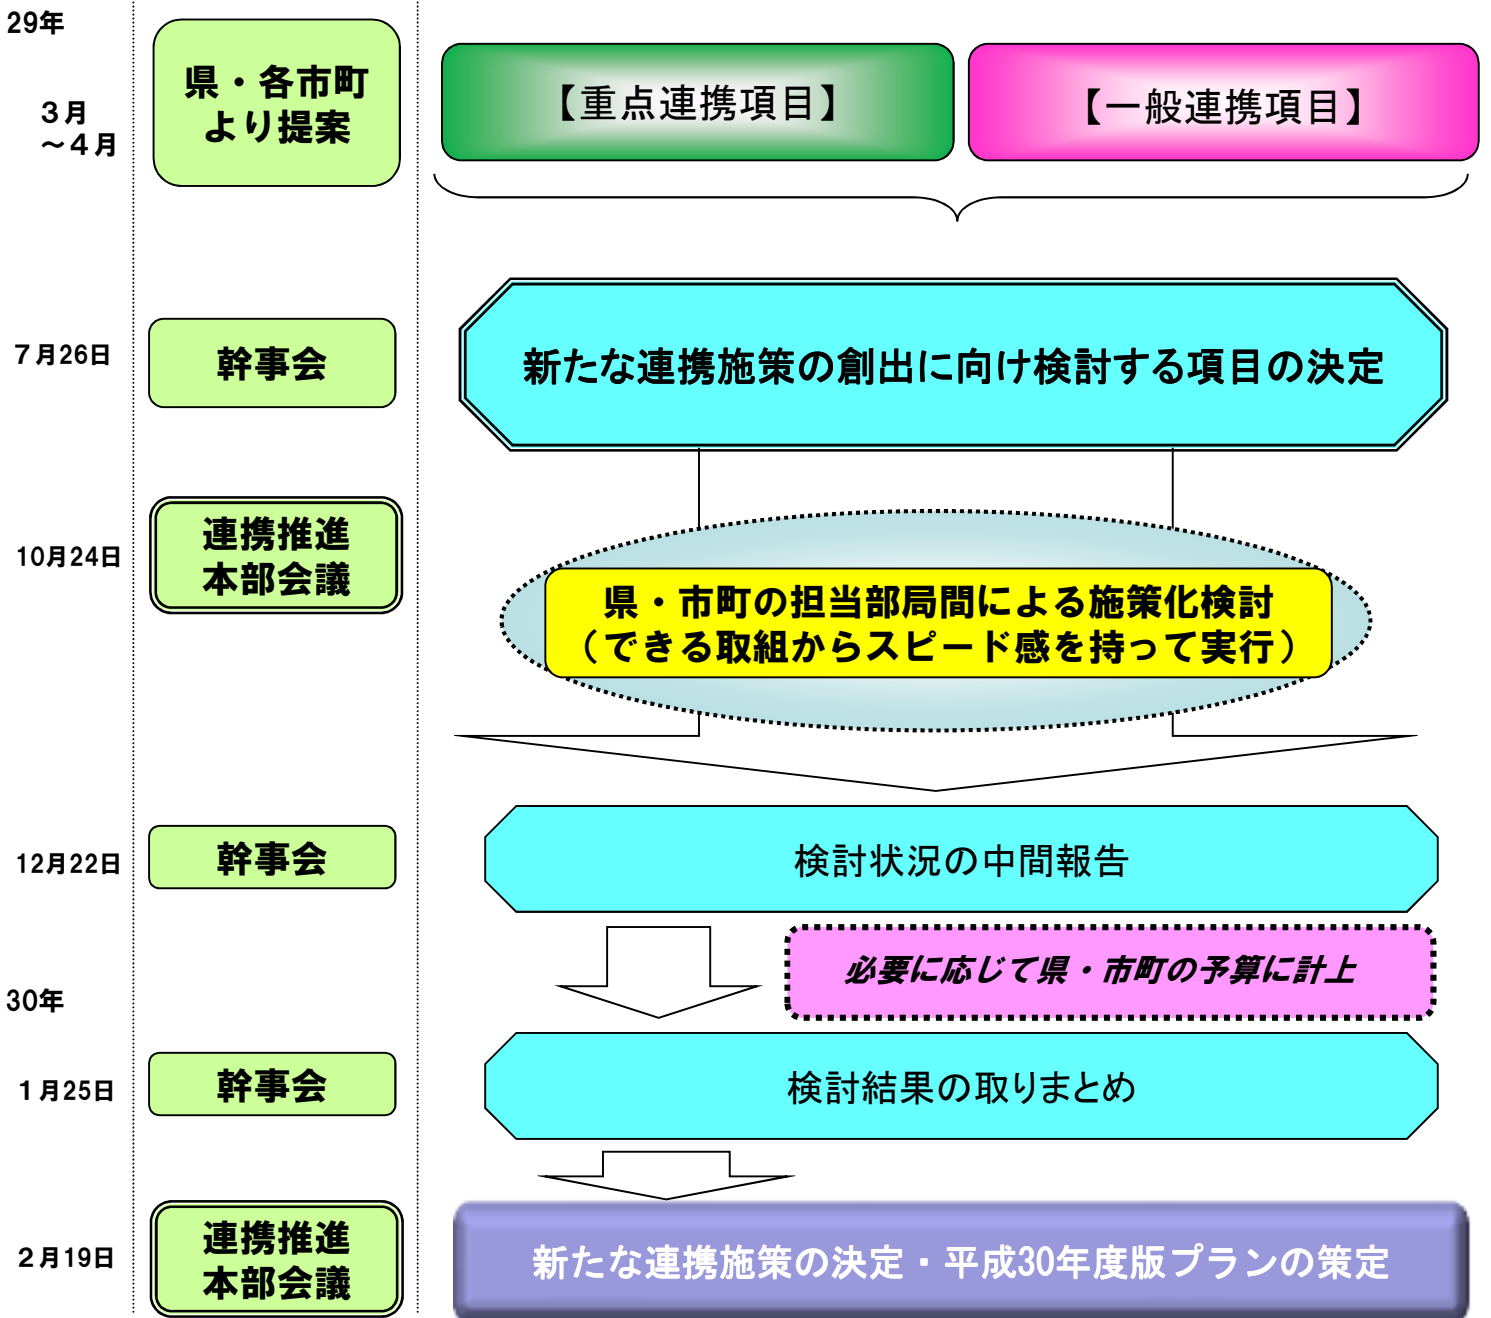 29年
３月
～４月
県・各市町
より提案
【重点連携項目】
【一般連携項目】
７月26日
幹事会
新たな連携施策の創出に向け検討する項目の決定
10月24日
連携推進
本部会議
県・市町の担当部局間による施策化検討
（できる取組からスピード感を持って実行）
12月22日
幹事会
検討状況の中間報告
必要に応じて県・市町の予算に計上
30年
１月25日
幹事会
検討結果の取りまとめ
２月19日
連携推進
本部会議
新たな連携施策の決定・平成30年度版プランの策定